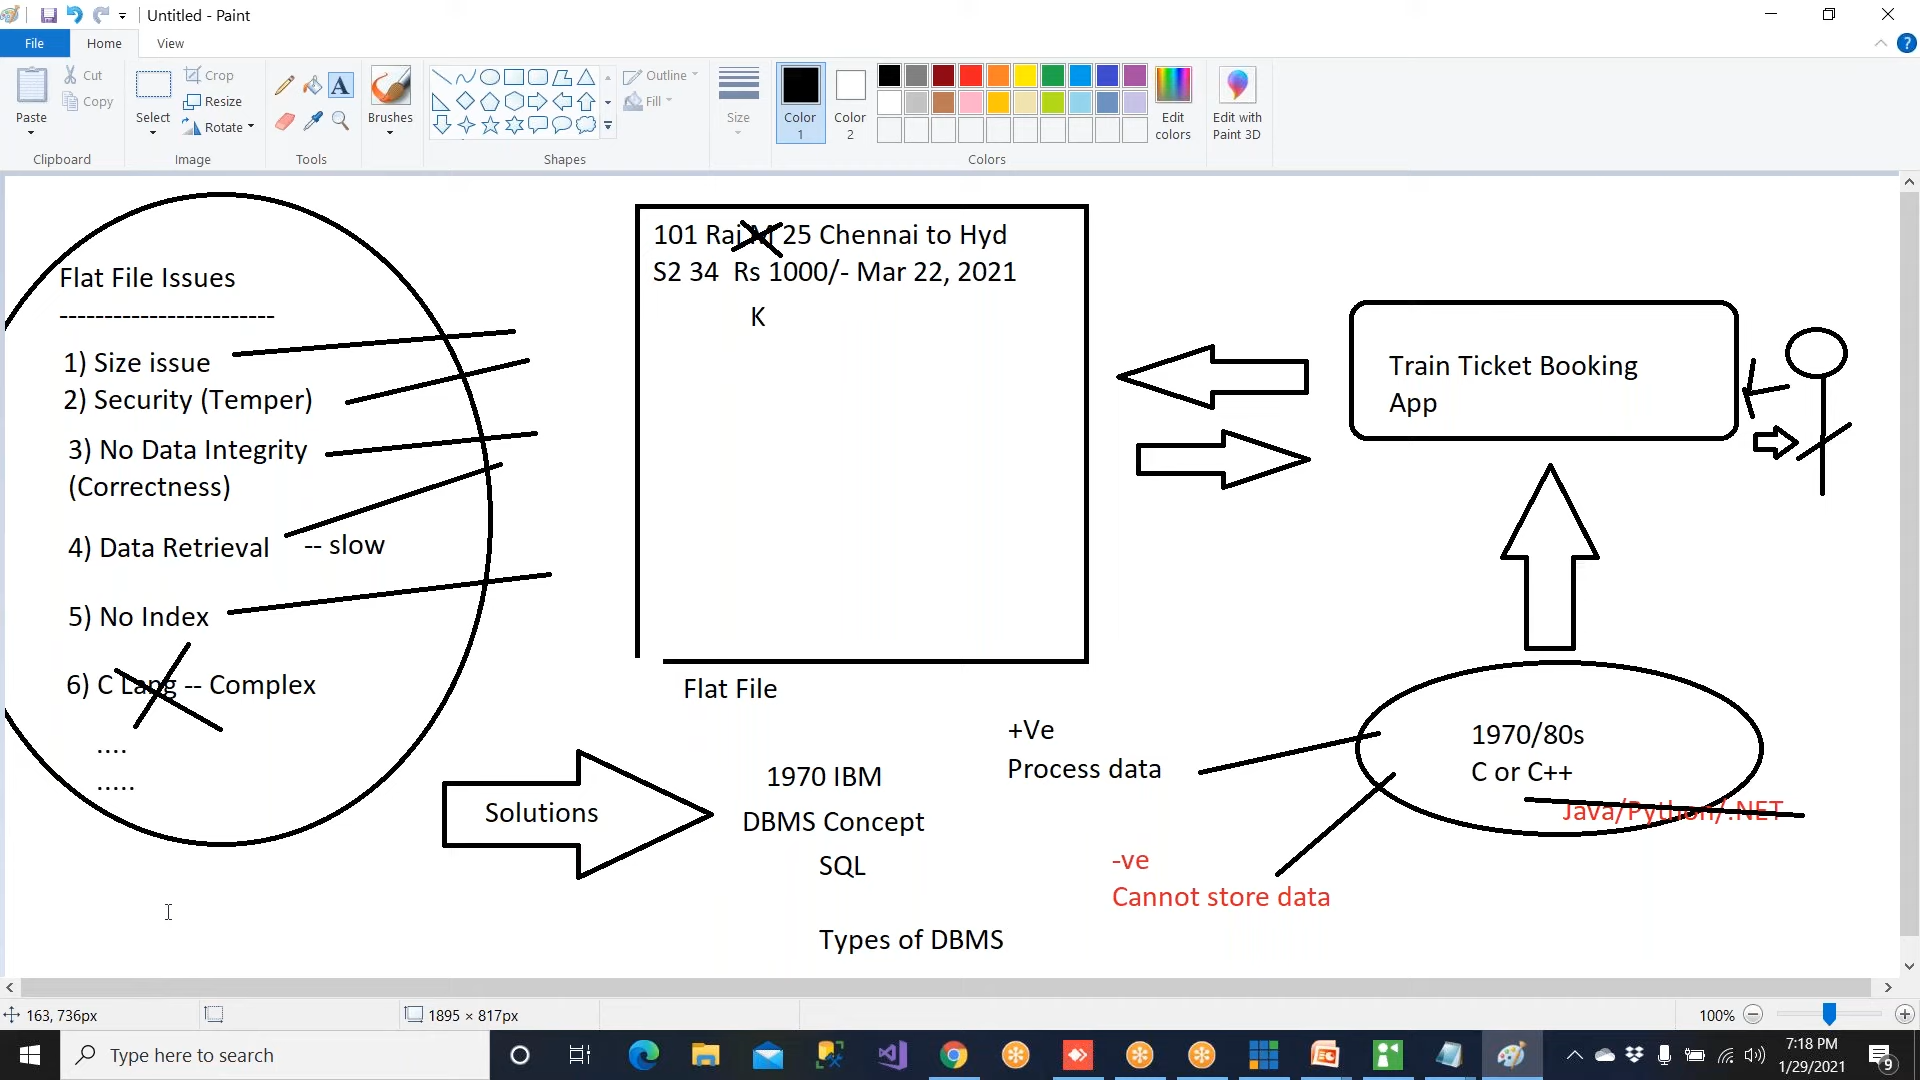 Untitled - Paint
File
Home
View
Cut
Copy
Paste
Clipboard
Crop
Resize
Rotate
Select
Image
Tools
Brushes
Shapes
Outline
Fill
Size
Color
1
Color
2
Edit
colors
Edit with
Paint 3D
Colors
Flat File Issues
------------------------
1) Size issue
2) Security (Temper)
3) No Data Integrity
(Correctness)
4) Data Retrieval -- slow
5) No Index
6) C Lang -- Complex
....
.....
101 Raj M 25 Chennai to Hyd
S2 34 Rs 1000/- Mar 22, 2021
K
Flat File
Train Ticket Booking
App
Solutions
1970 IBM
DBMS Concept
SQL
Types of DBMS
+Ve
Process data
-ve
Cannot store data
1970/80s
C or C++
Java/Python/.NET
163, 736px
1895 × 817px
100%
Type here to search
7:18 PM
1/29/2021
9